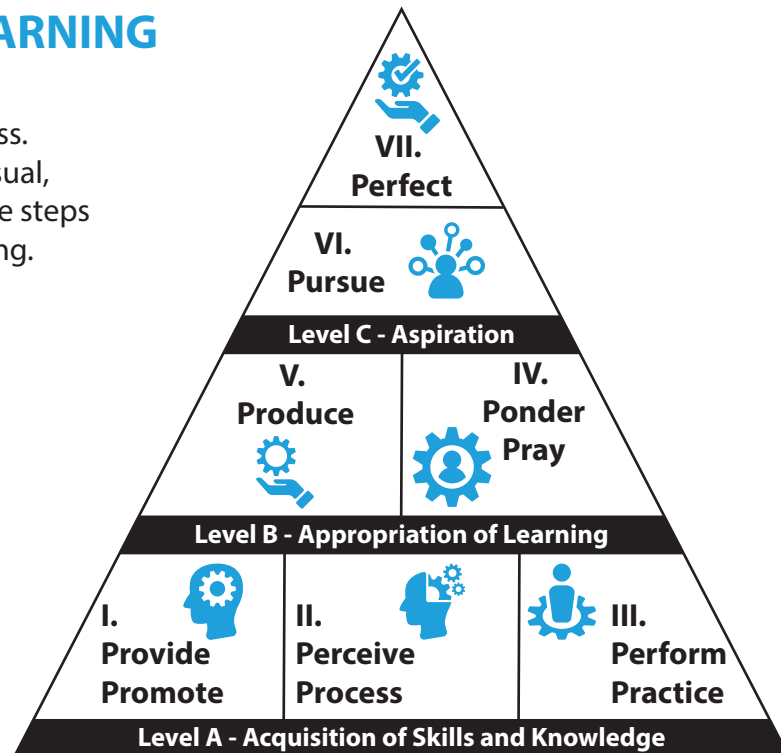 ARNING
ss.
sual,
e steps
ng.
VII.
Perfect
VI.
Pursue
Level C - Aspiration
V.
Produce
IV.
Ponder
Pray
Level B - Appropriation of Learning
I.
Provide
Promote
II.
Perceive
Process
III.
Perform
Practice
Level A - Acquisition of Skills and Knowledge